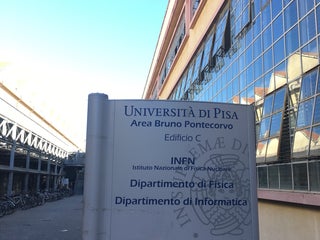 UNIVERSITÀ DI PISA
Area Bruno Pontecorvo
Edificio C
INFN
Istituto Nazionale di Fisica Nucleare
Dipartimento di Fisica
Dipartimento di Informatica